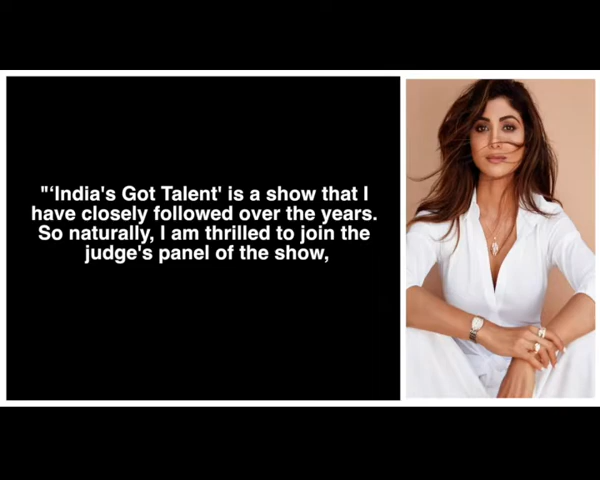 "‘India's Got Talent' is a show that I
have closely followed over the years.
So naturally, I am thrilled to join the
judge's panel of the show,